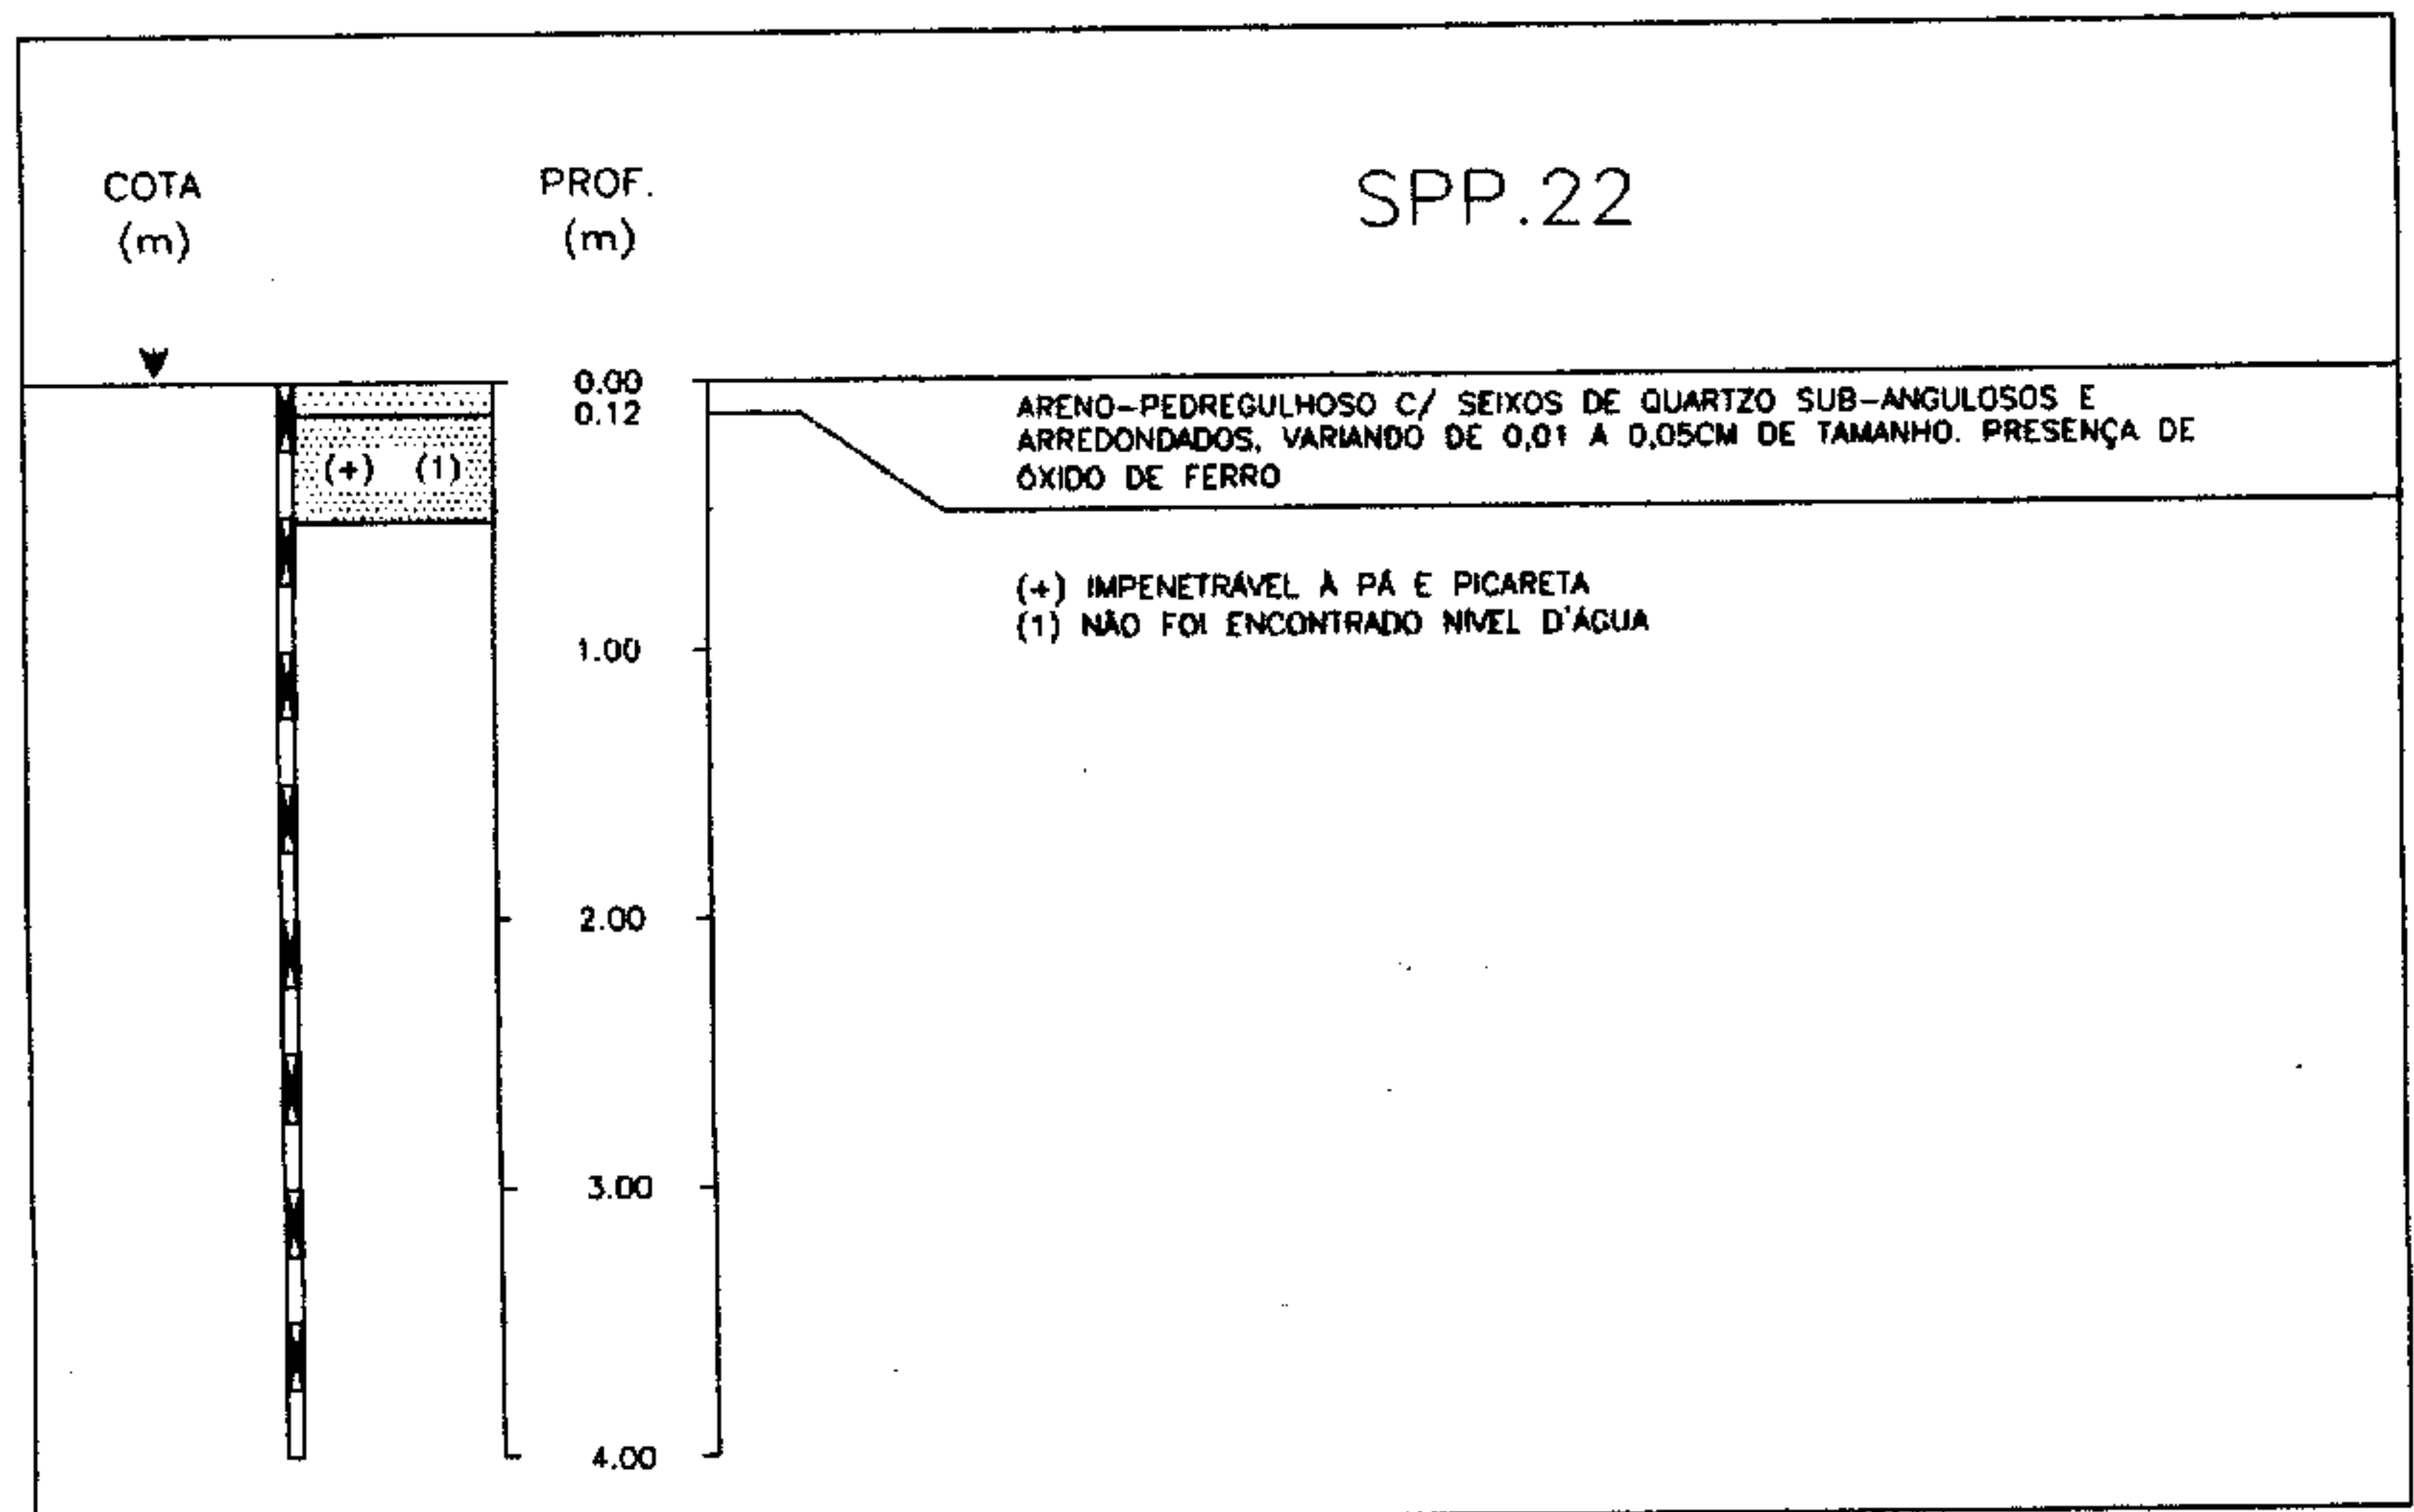 COTA
(m)
PROF.
(m)
SPP.22
0.00
0.12
ARENO-PEDREGULHOSO C/ SEIXOS DE QUARTZO SUB-ANGULOSOS E
ARREDONDADOS, VARIANDO DE 0,01 A 0,05CM DE TAMANHO. PRESENÇA DE
ÓXIDO DE FERRO
(+) (1)
(+) IMPENETRÁVEL À PÁ E PICARETA
(1) NÃO FOI ENCONTRADO NÍVEL D'ÁGUA
1.00
2.00
3.00
4.00